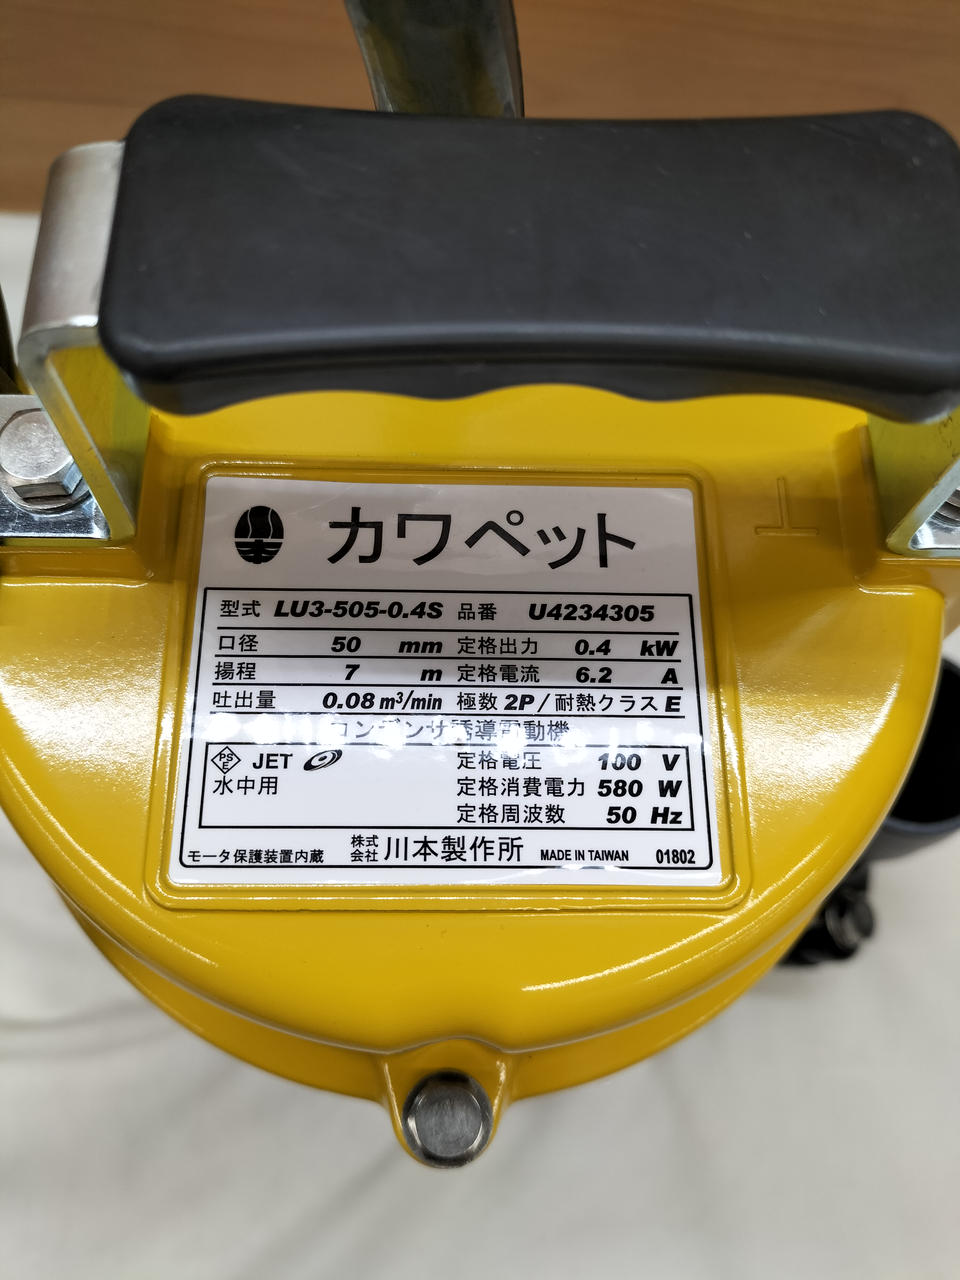 カワペット
型式 LU3-505-0.4S 品番 U4234305
口径 50 mm 定格出力 0.4 kW
揚程 7 m 定格電流 6.2 A
吐出量 0.08 m³/min 極数 2P/耐熱クラス E
コンデンサ誘導電動機
PSE JET 定格電圧 100 V
水中用 定格消費電力 580 W
定格周波数 50 Hz
モータ保護装置内蔵 株式会社 川本製作所 MADE IN TAIWAN 01802